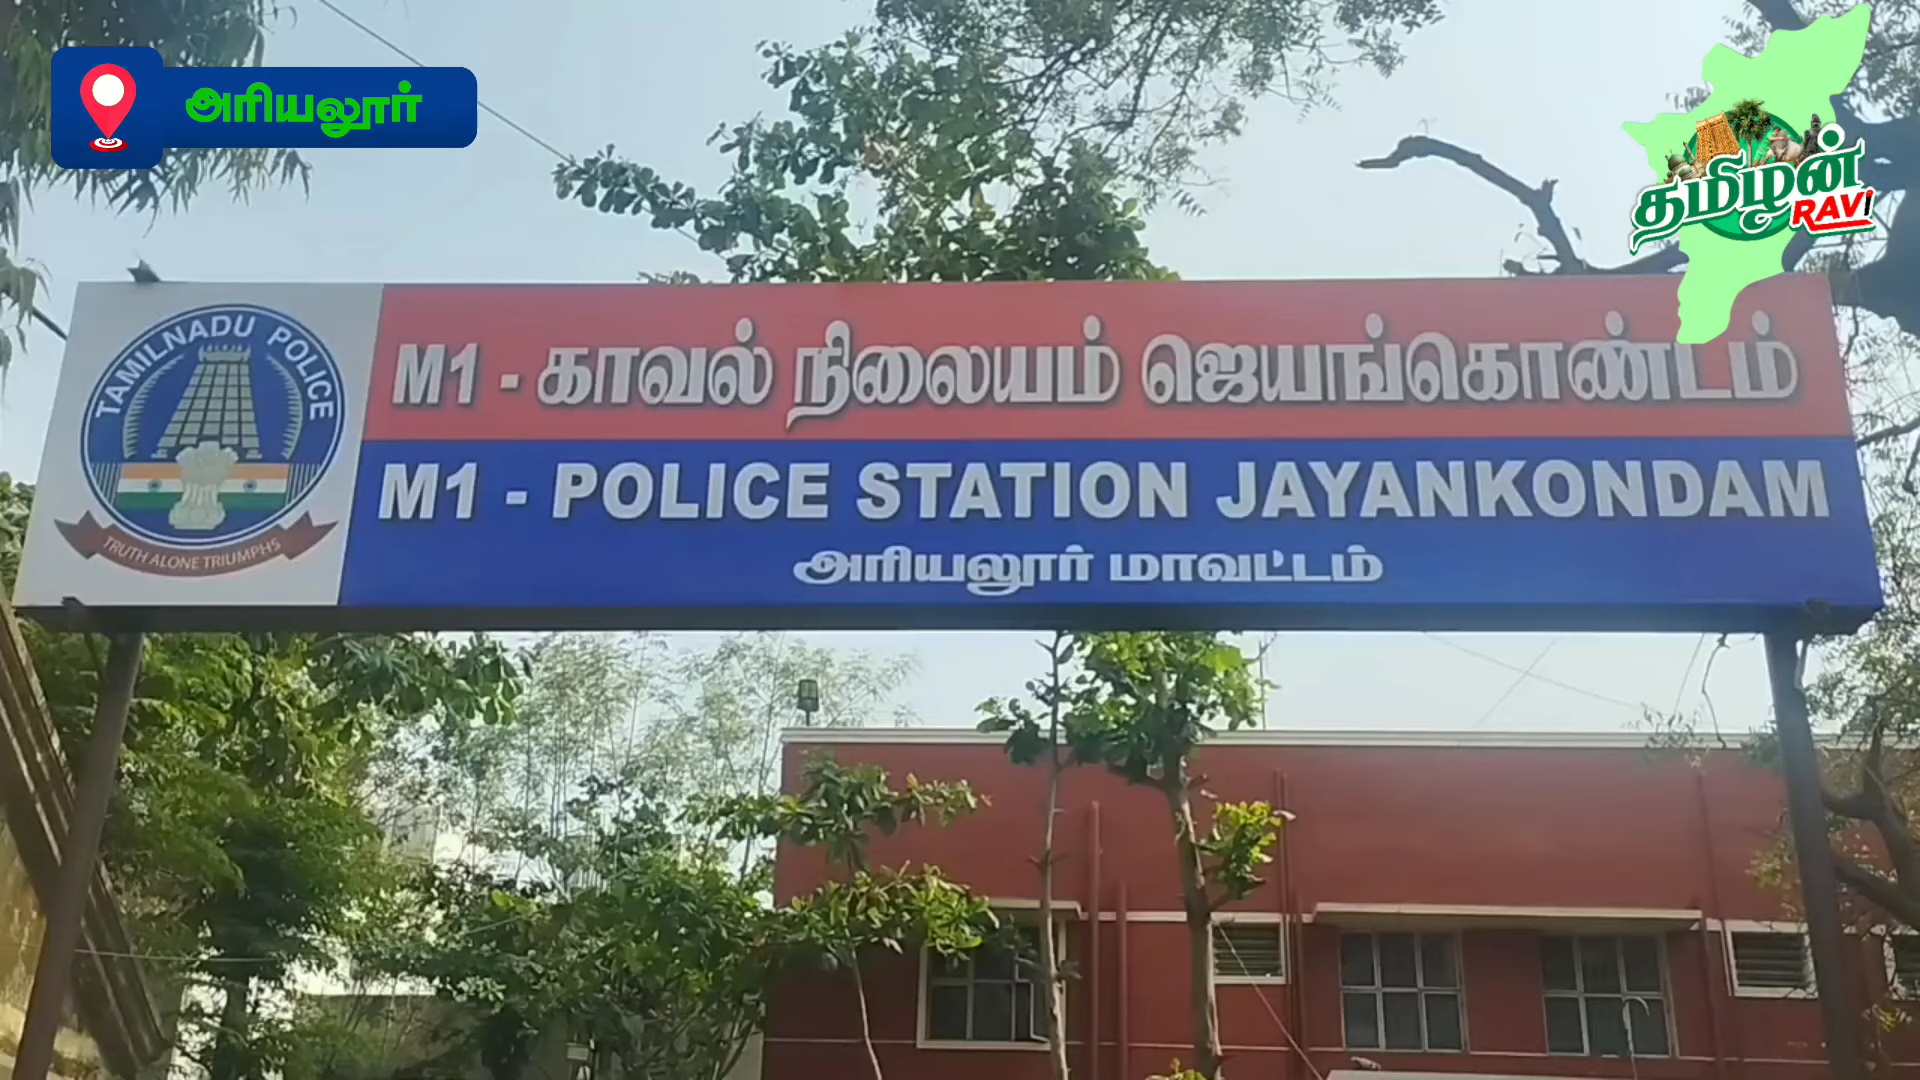 அரியலூர்
தமிழன்
RAVi
TAMILNADU POLICE
TRUTH ALONE TRIUMPHS
M1 - காவல் நிலையம் ஜெயங்கொண்டம்
M1 - POLICE STATION JAYANKONDAM
அரியலூர் மாவட்டம்